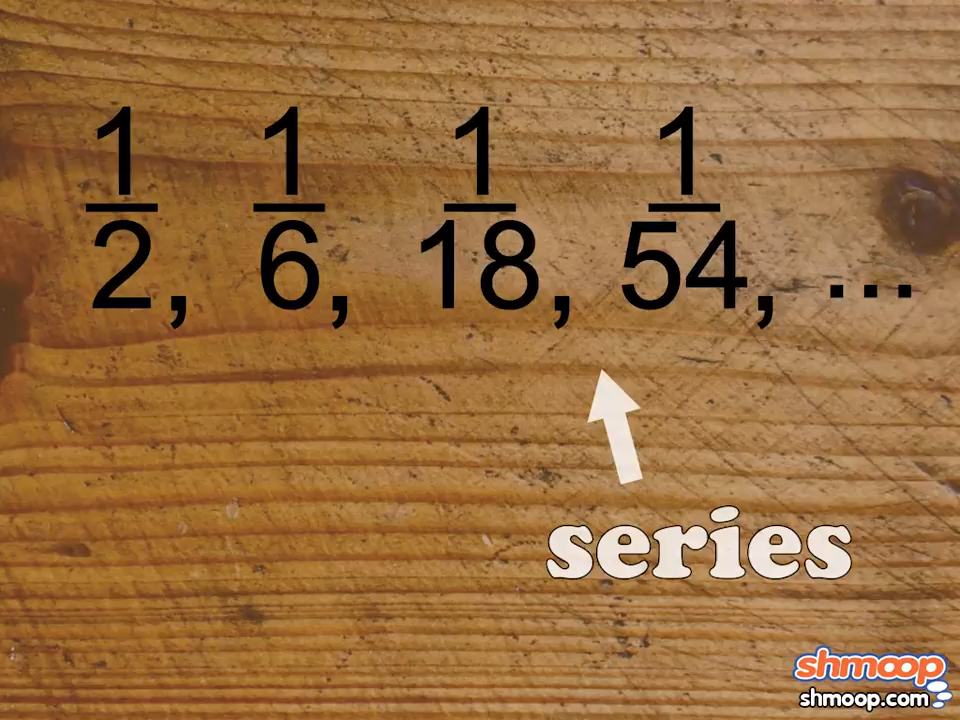 1/2, 1/6, 1/18, 1/54, ...
series
shmoop
shmoop.com